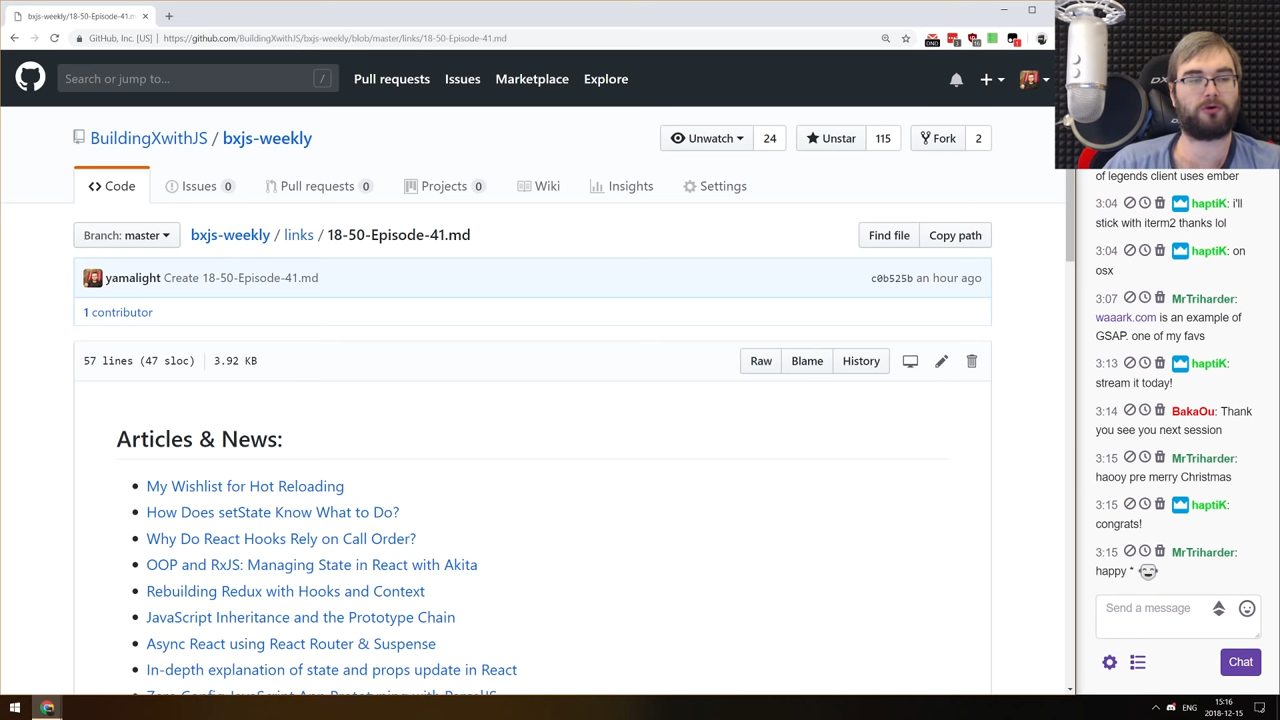 bxjs-weekly/18-50-Episode-41.m
GitHub, Inc. [US]
https://github.com/BuildingXwithJS/bxjs-weekly/blob/master/links/18-50-Episode-41.md
Search or jump to...
/
Pull requests
Issues
Marketplace
Explore
BuildingXwithJS / bxjs-weekly
Unwatch
24
Unstar
115
Fork
2
Code
Issues 0
Pull requests 0
Projects 0
Wiki
Insights
Settings
Branch: master
bxjs-weekly / links / 18-50-Episode-41.md
Find file
Copy path
yamalight Create 18-50-Episode-41.md
c0b525b an hour ago
1 contributor
57 lines (47 sloc)
3.92 KB
Raw
Blame
History
Articles & News:
My Wishlist for Hot Reloading
How Does setState Know What to Do?
Why Do React Hooks Rely on Call Order?
OOP and RxJS: Managing State in React with Akita
Rebuilding Redux with Hooks and Context
JavaScript Inheritance and the Prototype Chain
Async React using React Router & Suspense
In-depth explanation of state and props update in React
of legends client uses ember
3:04 haptiK: i'll
stick with iterm2 thanks lol
3:04 haptiK: on
osx
3:07 MrTriharder:
waaark.com is an example of
GSAP. one of my favs
3:13 haptiK:
stream it today!
3:14 BakaOu: Thank
you see you next session
3:15 MrTriharder:
haooy pre merry Christmas
3:15 haptiK:
congrats!
3:15 MrTriharder:
happy *
Send a message
Chat
ENG
15:16
2018-12-15